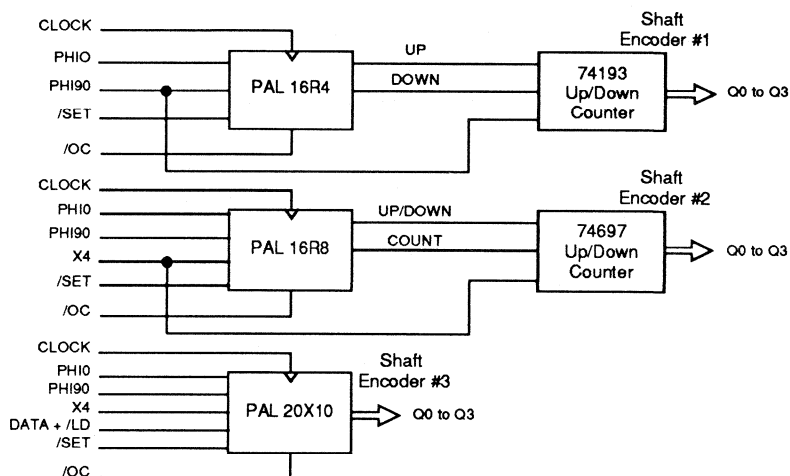 CLOCK
PHIO
PHI90
/SET
/OC
PAL 16R4
UP
DOWN
Shaft
Encoder #1
74193
Up/Down
Counter
Q0 to Q3
CLOCK
PHI0
PHI90
X4
/SET
/OC
PAL 16R8
UP/DOWN
COUNT
Shaft
Encoder #2
74697
Up/Down
Counter
Q0 to Q3
CLOCK
PHI0
PHI90
X4
DATA + /LD
/SET
/OC
PAL 20X10
Shaft
Encoder #3
Q0 to Q3